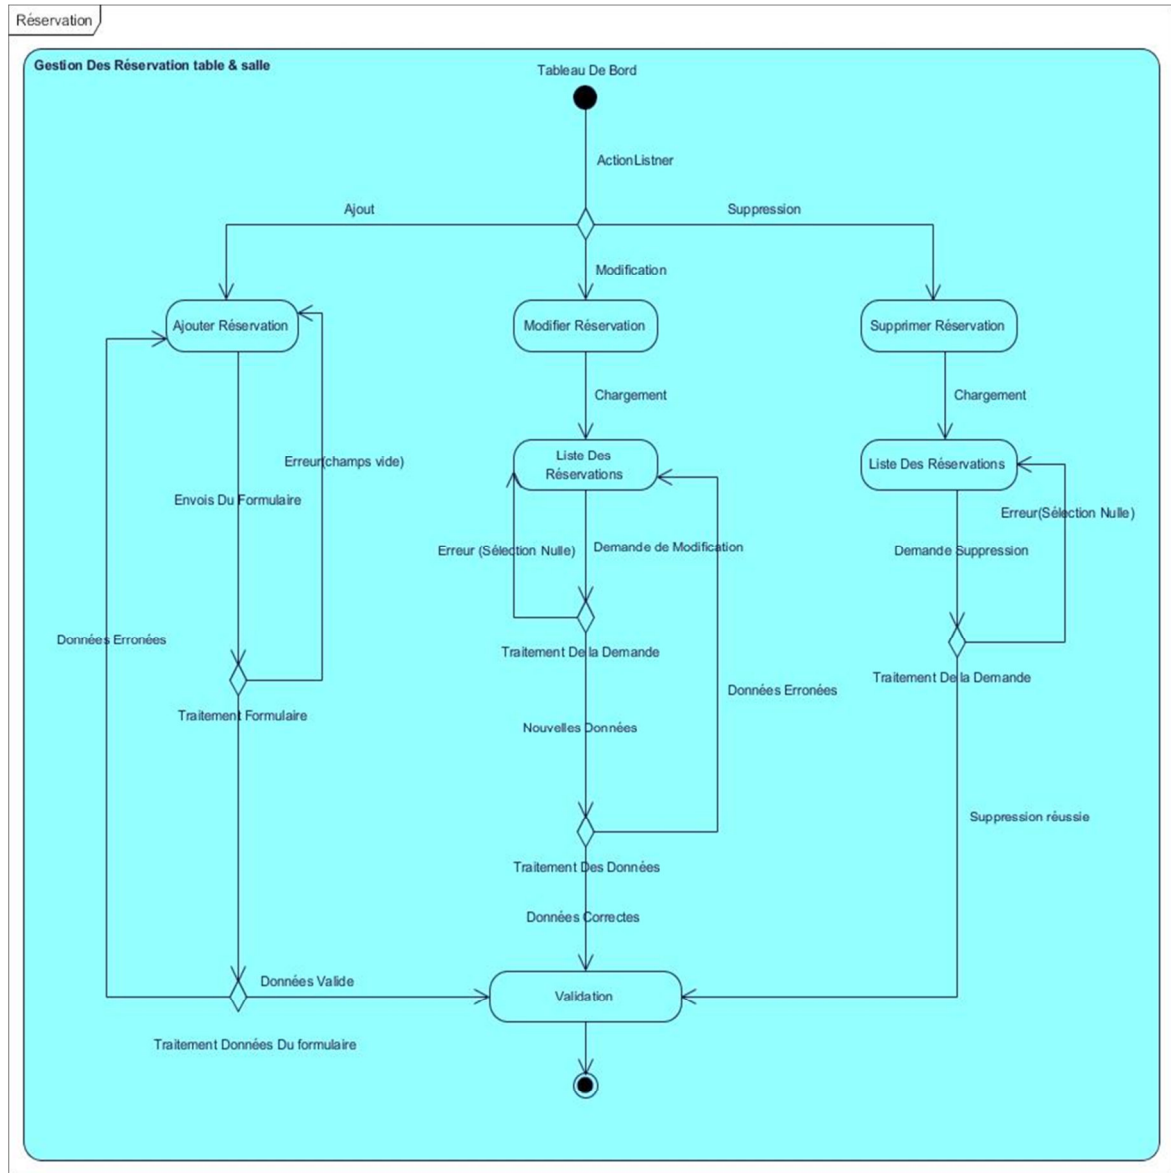 Réservation
Gestion Des Réservation table & salle
Tableau De Bord
ActionListner
Ajout
Suppression
Modification
Ajouter Réservation
Modifier Réservation
Supprimer Réservation
Chargement
Chargement
Liste Des
Réservations
Liste Des Réservations
Erreur(champs vide)
Envois Du Formulaire
Erreur(Sélection Nulle)
Erreur (Sélection Nulle)
Demande de Modification
Demande Suppression
Données Erronées
Traitement De la Demande
Traitement De la Demande
Données Erronées
Traitement Formulaire
Nouvelles Données
Suppression réussie
Traitement Des Données
Données Correctes
Données Valide
Validation
Traitement Données Du formulaire